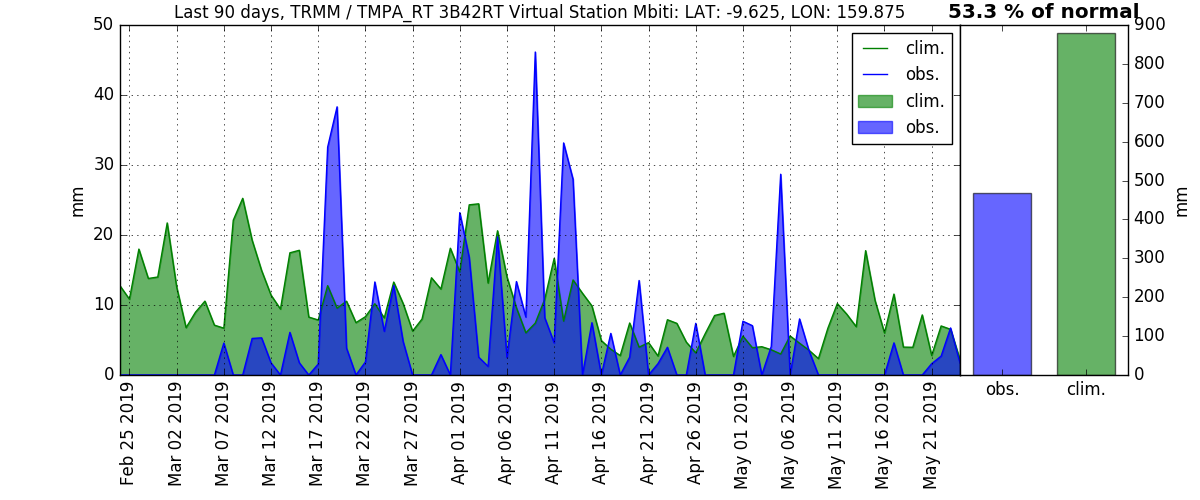 Last 90 days, TRMM / TMPA_RT 3B42RT Virtual Station Mbiti: LAT: -9.625, LON: 159.875
53.3 % of normal
50
40
30
20
10
0
mm
clim.
obs.
clim.
obs.
900
800
700
600
500
400
300
200
100
0
mm
Feb 25 2019
Mar 02 2019
Mar 07 2019
Mar 12 2019
Mar 17 2019
Mar 22 2019
Mar 27 2019
Apr 01 2019
Apr 06 2019
Apr 11 2019
Apr 16 2019
Apr 21 2019
Apr 26 2019
May 01 2019
May 06 2019
May 11 2019
May 16 2019
May 21 2019
obs.
clim.